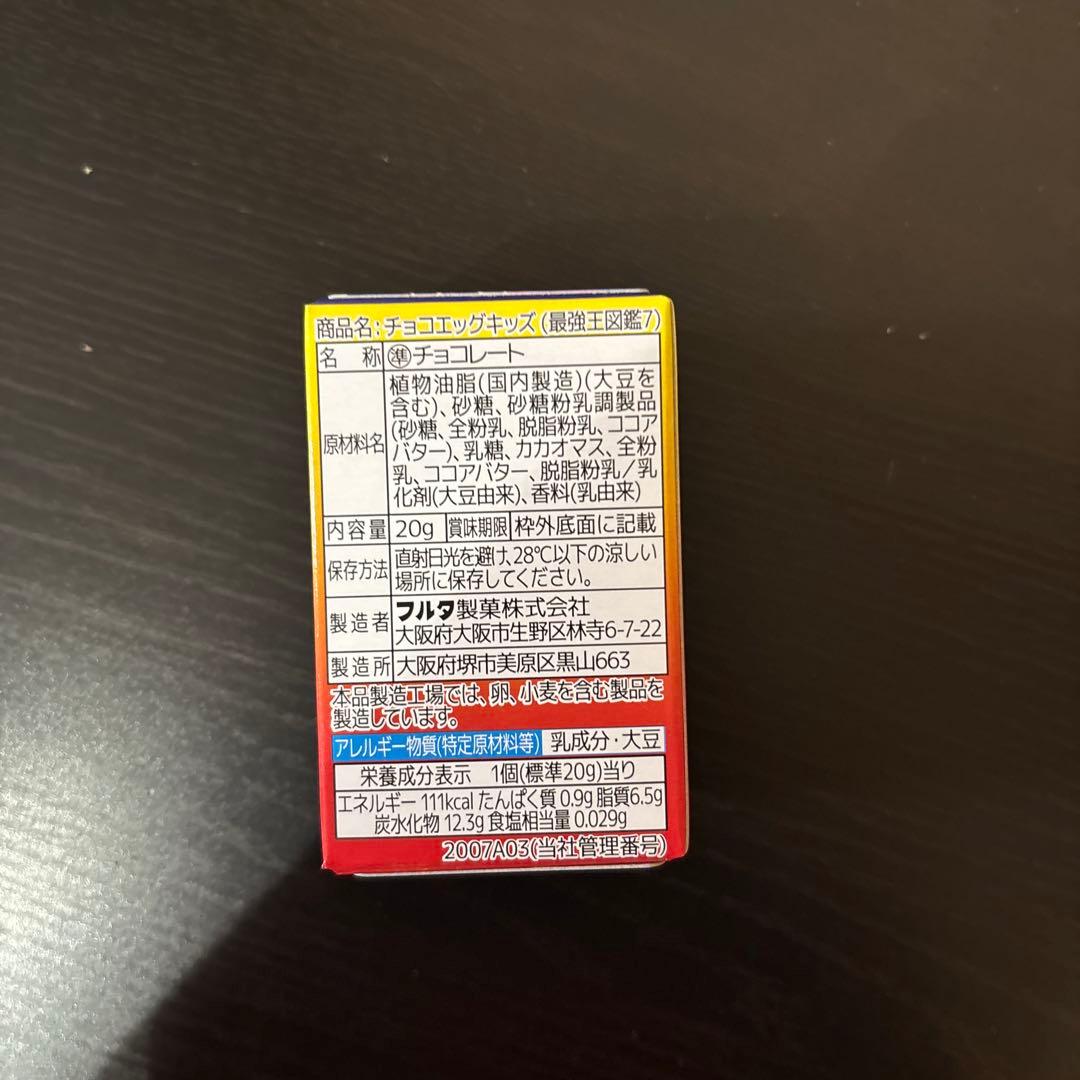 商品名:チョコエッグキッズ(最強王図鑑7)
名 称 ㊟チョコレート
原材料名 植物油脂(国内製造)(大豆を
含む)、砂糖、砂糖粉乳調製品
(砂糖、全粉乳、脱脂粉乳、ココア
バター)、乳糖、カカオマス、全粉
乳、ココアバター、脱脂粉乳/乳
化剤(大豆由来)、香料(乳由来)
内容量 20g 賞味期限 枠外底面に記載
保存方法 直射日光を避け、28℃以下の涼しい
場所に保存してください。
製造者 フルタ製菓株式会社
大阪府大阪市生野区林寺6-7-22
製造所 大阪府堺市美原区黒山663
本品製造工場では、卵、小麦を含む製品を
製造しています。
アレルギー物質(特定原材料等) 乳成分・大豆
栄養成分表示 1個(標準20g)当り
エネルギー 111kcal たんぱく質 0.9g 脂質6.5g
炭水化物 12.3g 食塩相当量 0.029g
2007A03(当社管理番号)